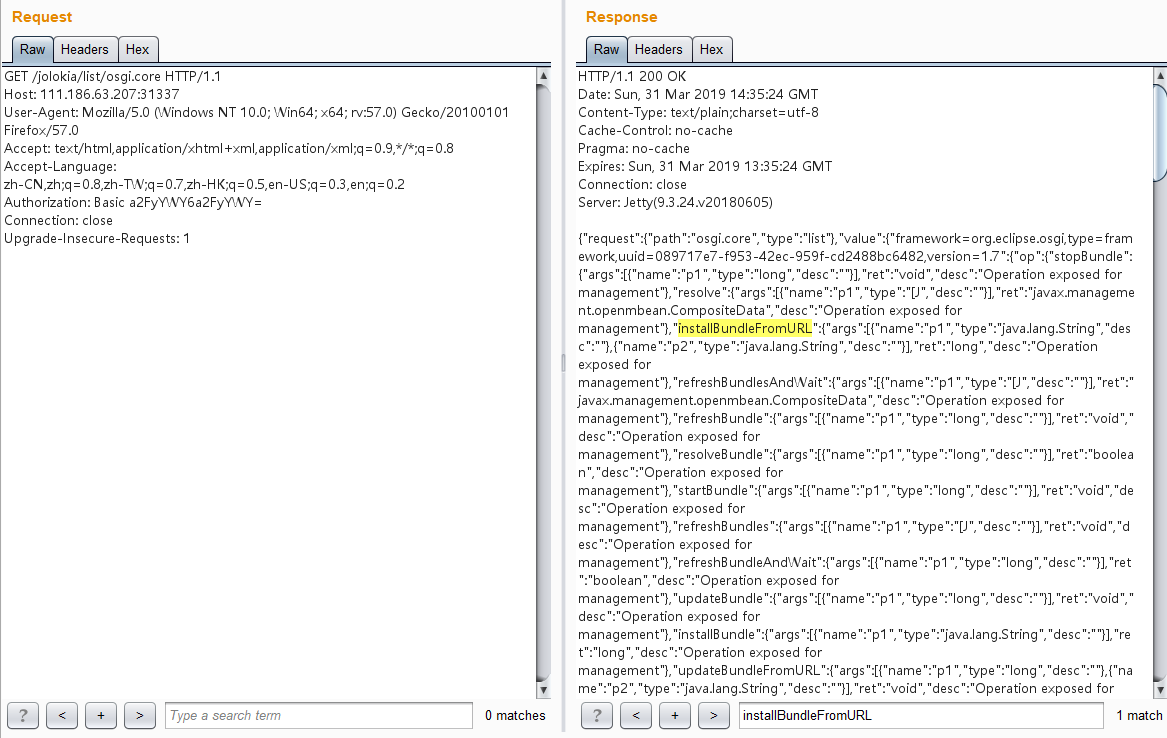 Request
Raw
Headers
Hex
GET /jolokia/list/osgi.core HTTP/1.1
Host: 111.186.63.207:31337
User-Agent: Mozilla/5.0 (Windows NT 10.0; Win64; x64; rv:57.0) Gecko/20100101
Firefox/57.0
Accept: text/html,application/xhtml+xml,application/xml;q=0.9,*/*;q=0.8
Accept-Language:
zh-CN,zh;q=0.8,zh-TW;q=0.7,zh-HK;q=0.5,en-US;q=0.3,en;q=0.2
Authorization: Basic a2FyYWY6a2FyYWY=
Connection: close
Upgrade-Insecure-Requests: 1
?
<
+
>
Type a search term
0 matches
Response
Raw
Headers
Hex
HTTP/1.1 200 OK
Date: Sun, 31 Mar 2019 14:35:24 GMT
Content-Type: text/plain;charset=utf-8
Cache-Control: no-cache
Pragma: no-cache
Expires: Sun, 31 Mar 2019 13:35:24 GMT
Connection: close
Server: Jetty(9.3.24.v20180605)
{"request":{"path":"osgi.core","type":"list"},"value":{"framework=org.eclipse.osgi,type=fram
ework,uuid=089717e7-f953-42ec-959f-cd2488bc6482,version=1.7":{"op":{"stopBundle":
{"args":[{"name":"p1","type":"long","desc":""}],"ret":"void","desc":"Operation exposed for
management"},"resolve":{"args":[{"name":"p1","type":"[J","desc":""}],"ret":"javax.manageme
nt.openmbean.CompositeData","desc":"Operation exposed for
management"},"installBundleFromURL":{"args":[{"name":"p1","type":"java.lang.String","des
c":""},{"name":"p2","type":"java.lang.String","desc":""}],"ret":"long","desc":"Operation
exposed for
management"},"refreshBundlesAndWait":{"args":[{"name":"p1","type":"[J","desc":""}],"ret":"
javax.management.openmbean.CompositeData","desc":"Operation exposed for
management"},"refreshBundle":{"args":[{"name":"p1","type":"long","desc":""}],"ret":"void","
desc":"Operation exposed for
management"},"resolveBundle":{"args":[{"name":"p1","type":"long","desc":""}],"ret":"boolea
n","desc":"Operation exposed for
management"},"startBundle":{"args":[{"name":"p1","type":"long","desc":""}],"ret":"void","de
sc":"Operation exposed for
management"},"refreshBundles":{"args":[{"name":"p1","type":"[J","desc":""}],"ret":"void","d
esc":"Operation exposed for
management"},"refreshBundleAndWait":{"args":[{"name":"p1","type":"long","desc":""}],"ret
":"boolean","desc":"Operation exposed for
management"},"updateBundle":{"args":[{"name":"p1","type":"long","desc":""}],"ret":"void","
desc":"Operation exposed for
management"},"installBundle":{"args":[{"name":"p1","type":"java.lang.String","desc":""}],"re
t":"long","desc":"Operation exposed for
management"},"updateBundleFromURL":{"args":[{"name":"p1","type":"long","desc":""},{"na
me":"p2","type":"java.lang.String","desc":""}],"ret":"void","desc":"Operation exposed for
?
<
+
>
installBundleFromURL
1 match